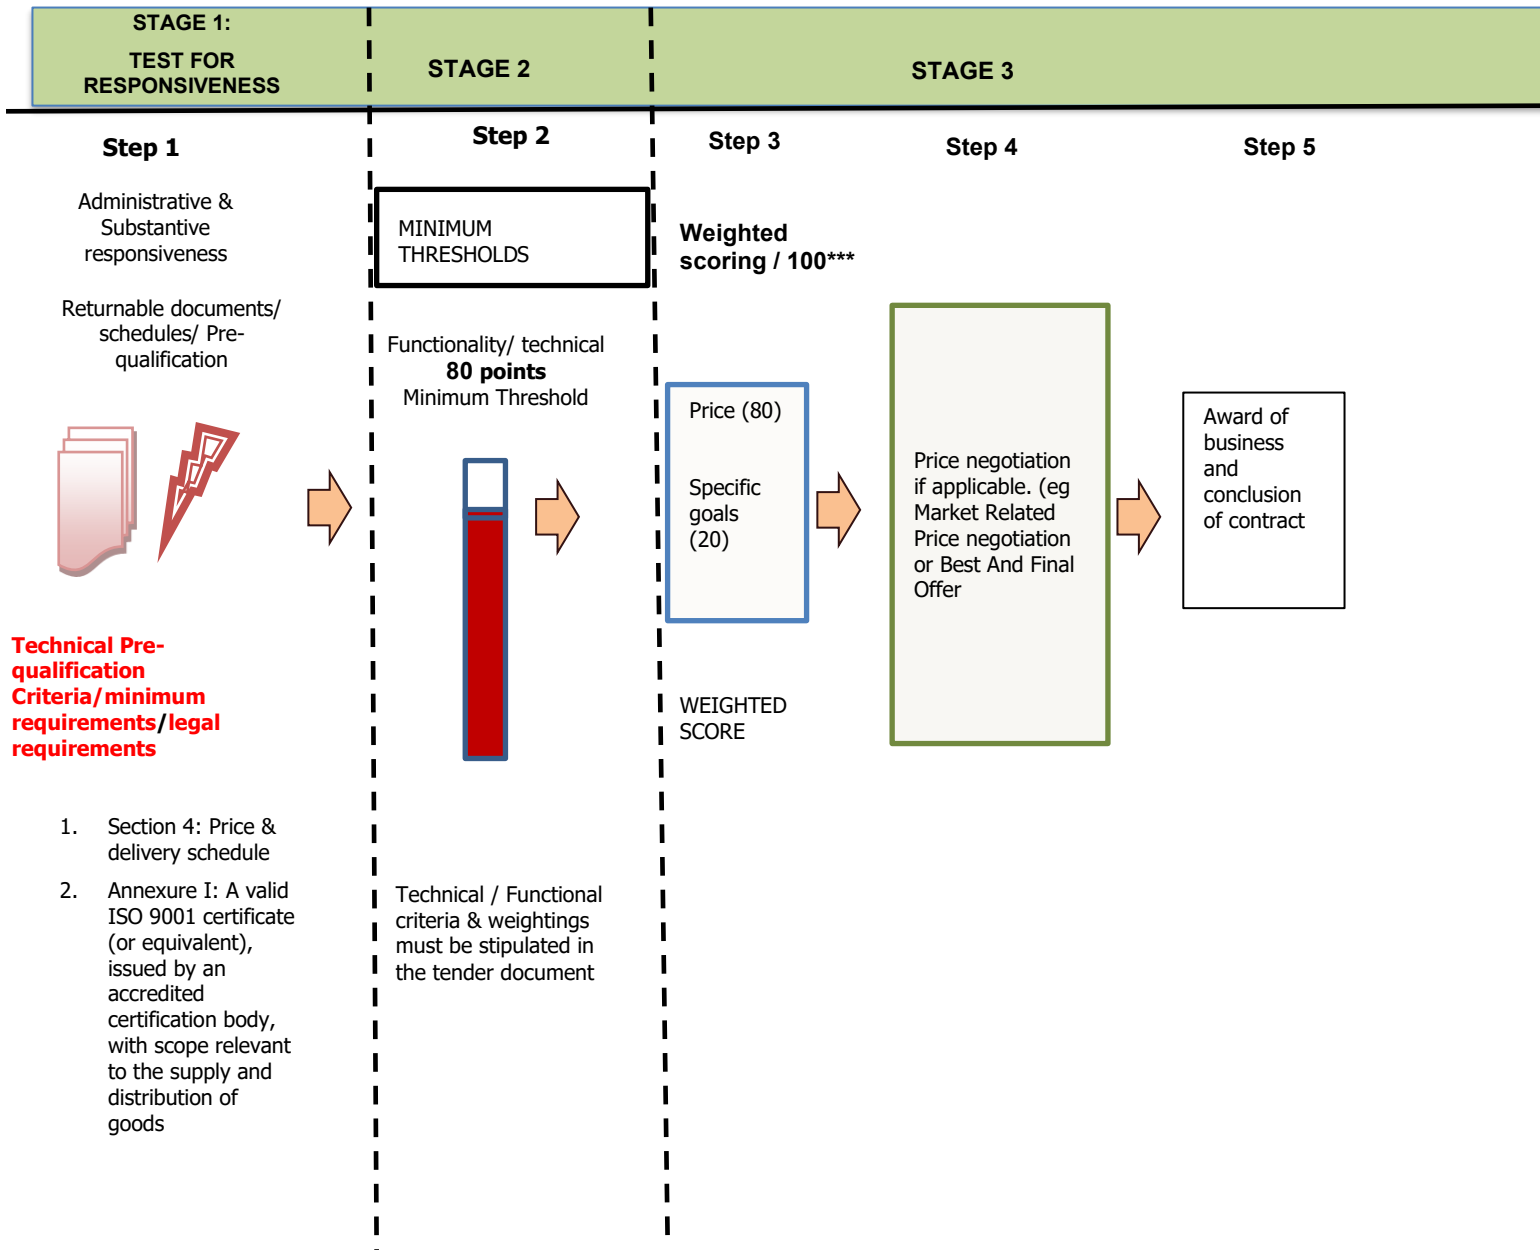 STAGE 1:
TEST FOR
RESPONSIVENESS
STAGE 2
STAGE 3
Step 1
Administrative &
Substantive
responsiveness
Returnable documents/
schedules/ Pre-
qualification
Technical Pre-
qualification
Criteria/minimum
requirements/legal
requirements
1. Section 4: Price &
delivery schedule
2. Annexure I: A valid
ISO 9001 certificate
(or equivalent),
issued by an
accredited
certification body,
with scope relevant
to the supply and
distribution of
goods
Step 2
MINIMUM
THRESHOLDS
Functionality/ technical
80 points
Minimum Threshold
Technical / Functional
criteria & weightings
must be stipulated in
the tender document
Step 3
Weighted
scoring / 100***
Price (80)
Specific
goals
(20)
WEIGHTED
SCORE
Step 4
Price negotiation
if applicable. (eg
Market Related
Price negotiation
or Best And Final
Offer
Step 5
Award of
business
and
conclusion
of contract